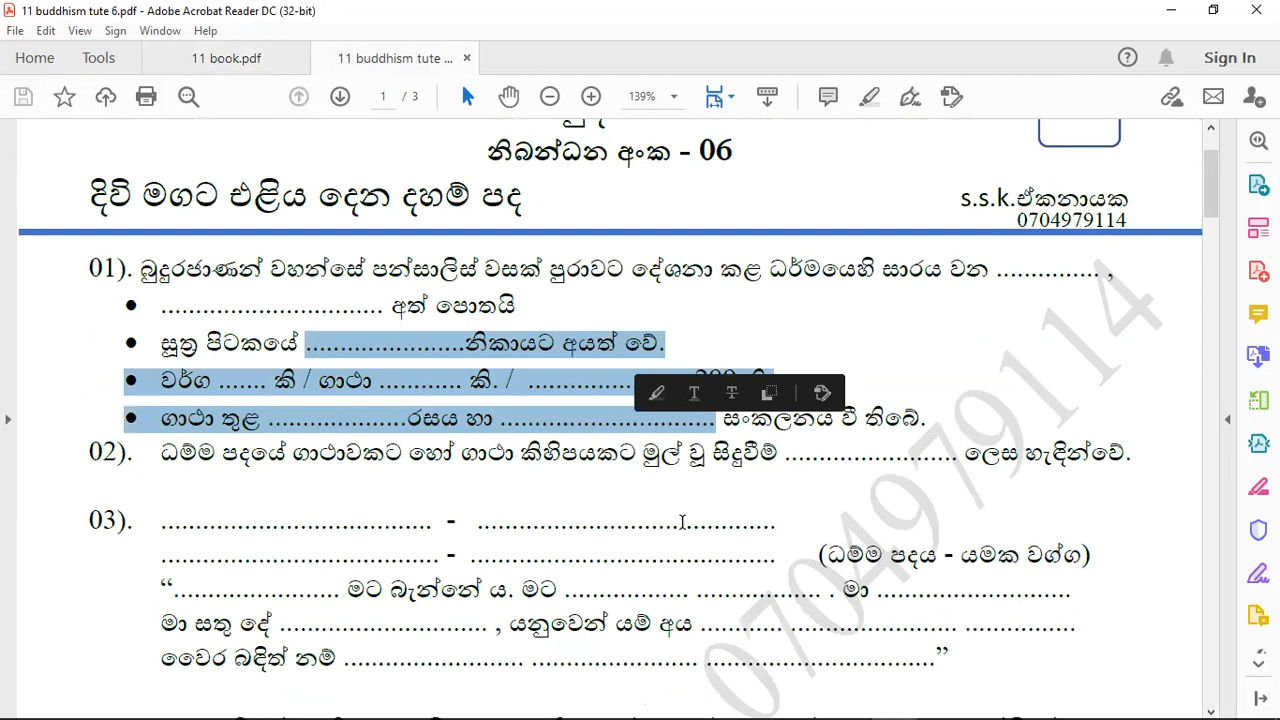 11 buddhism tute 6.pdf - Adobe Acrobat Reader DC (32-bit)
File Edit View Sign Window Help
Home Tools 11 book.pdf 11 buddhism tute ... × Sign In
1 / 3 139%
නිබන්ධන අංක - 06
දිවි මගට එළිය දෙන දහම් පද
s.s.k.ඒකනායක
0704979114
01). බුදුරජාණන් වහන්සේ පන්සාලිස් වසක් පුරාවට දේශනා කළ ධර්මයෙහි සාරය වන ............... ,
• ................................ අත් පොතයි
• සූත්‍ර පිටකයේ .......................නිකායට අයත් වේ.
• වර්ග ....... කි / ගාථා ............ කි. / ...............
• ගාථා තුළ ....................රසය හා ............................... සංකලනය වී තිබේ.
02). ධම්ම පදයේ ගාථාවකට හෝ ගාථා කිහිපයකට මුල් වූ සිදුවීම් ......................... ලෙස හැඳින්වේ.
03). ....................................... - ...........................................
........................................ - ............................................ (ධම්ම පදය - යමක වග්ග)
“........................ මට බැන්නේ ය. මට .................. .................. . මා ............................
මා සතු දේ .............................. , යනුවෙන් යම් අය ............ ........................ ................
වෛර බඳිත් නම් .......................... ........................ .................................”
0704979114